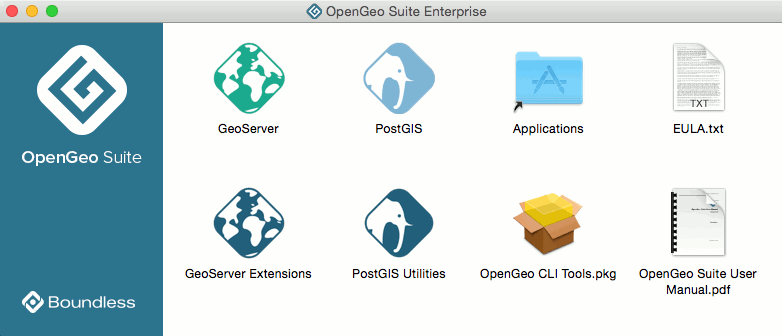 OpenGeo Suite Enterprise
OpenGeo Suite
Boundless
GeoServer
PostGIS
Applications
TXT
EULA.txt
GeoServer Extensions
PostGIS Utilities
OpenGeo CLI Tools.pkg
OpenGeo Suite User
Manual.pdf